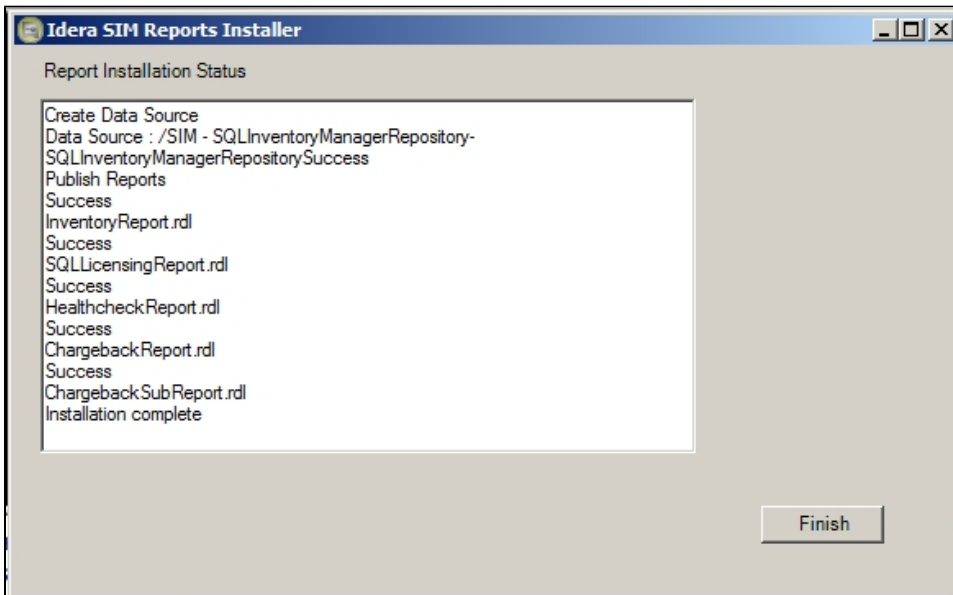 Idera SIM Reports Installer
Report Installation Status
Create Data Source
Data Source : /SIM - SQLInventoryManagerRepository-
SQLInventoryManagerRepositorySuccess
Publish Reports
Success
InventoryReport.rdl
Success
SQLLicensingReport.rdl
Success
HealthcheckReport.rdl
Success
ChargebackReport.rdl
Success
ChargebackSubReport.rdl
Installation complete
Finish